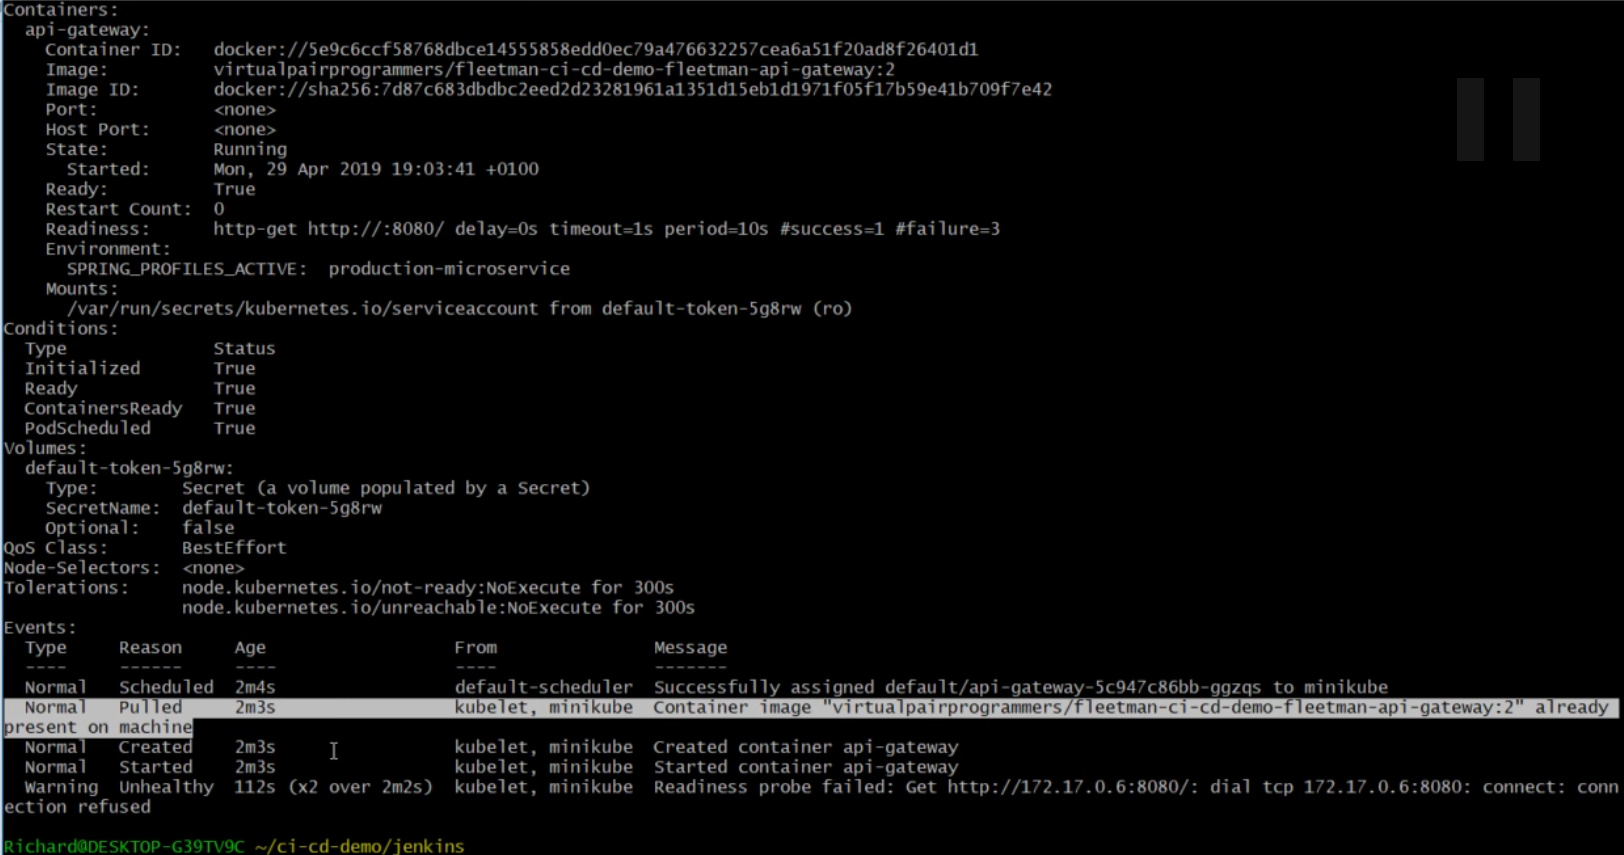 Containers:
  api-gateway:
    Container ID:   docker://5e9c6ccf58768dbce14555858edd0ec79a476632257cea6a51f20ad8f26401d1
    Image:          virtualpairprogrammers/fleetman-ci-cd-demo-fleetman-api-gateway:2
    Image ID:       docker://sha256:7d87c683dbdbc2eed2d23281961a1351d15eb1d1971f05f17b59e41b709f7e42
    Port:           <none>
    Host Port:      <none>
    State:          Running
      Started:      Mon, 29 Apr 2019 19:03:41 +0100
    Ready:          True
    Restart Count:  0
    Readiness:      http-get http://:8080/ delay=0s timeout=1s period=10s #success=1 #failure=3
    Environment:
      SPRING_PROFILES_ACTIVE:  production-microservice
    Mounts:
      /var/run/secrets/kubernetes.io/serviceaccount from default-token-5g8rw (ro)
Conditions:
  Type              Status
  Initialized       True
  Ready             True
  ContainersReady   True
  PodScheduled      True
Volumes:
  default-token-5g8rw:
    Type:        Secret (a volume populated by a Secret)
    SecretName:  default-token-5g8rw
    Optional:    false
QoS Class:       BestEffort
Node-Selectors:  <none>
Tolerations:     node.kubernetes.io/not-ready:NoExecute for 300s
                 node.kubernetes.io/unreachable:NoExecute for 300s
Events:
  Type     Reason     Age                  From               Message
  ----     ------     ----                 ----               -------
  Normal   Scheduled  2m4s                 default-scheduler  Successfully assigned default/api-gateway-5c947c86bb-ggzqs to minikube
  Normal   Pulled     2m3s                 kubelet, minikube  Container image "virtualpairprogrammers/fleetman-ci-cd-demo-fleetman-api-gateway:2" already
present on machine
  Normal   Created    2m3s                 kubelet, minikube  Created container api-gateway
  Normal   Started    2m3s                 kubelet, minikube  Started container api-gateway
  Warning  Unhealthy  112s (x2 over 2m2s)  kubelet, minikube  Readiness probe failed: Get http://172.17.0.6:8080/: dial tcp 172.17.0.6:8080: connect: conn
ection refused
Richard@DESKTOP-G39TV9C ~/ci-cd-demo/jenkins